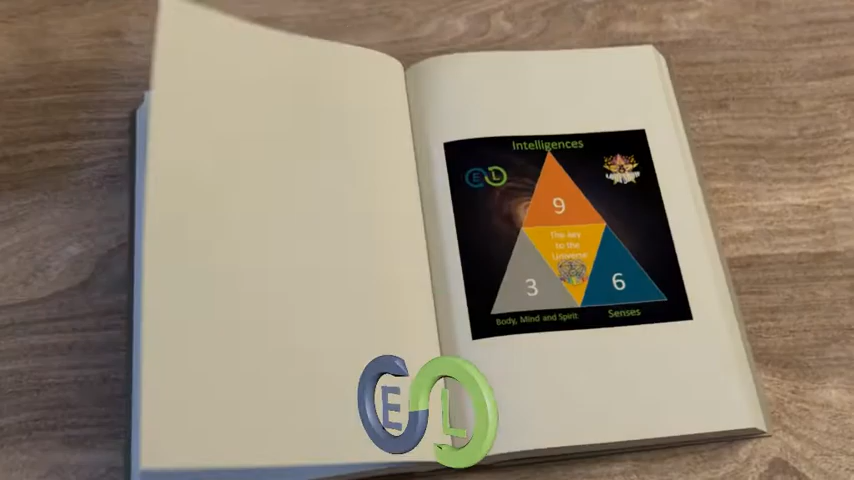 Intelligences
E L
9
The key
to the
Universe
3
6
Body, Mind and Spirit
Senses
E L